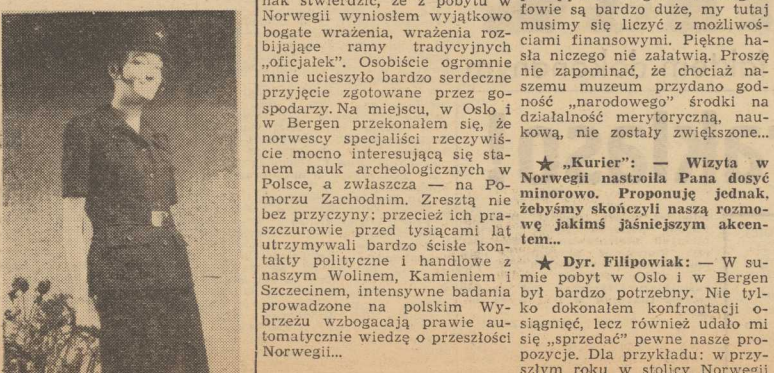 nak stwierdzić, że z pobytu w
Norwegii wyniosłem wyjątkowo
bogate wrażenia, wrażenia roz-
bijające ramy tradycyjnych
„oficjałek”. Osobiście ogromnie
mnie ucieszyło bardzo serdeczne
przyjęcie zgotowane przez go-
spodarzy. Na miejscu, w Oslo i
w Bergen przekonałem się, że
norwescy specjaliści rzeczywiś-
cie mocno interesującą się sta-
nem nauk archeologicznych w
Polsce, a zwłaszcza — na Po-
morzu Zachodnim. Zresztą nie
bez przyczyny: przecież ich pra-
szczurowie przed tysiącami lat
utrzymywali bardzo ścisłe kon-
takty polityczne i handlowe z
naszym Wolinem, Kamieniem i
Szczecinem, intensywne badania
prowadzone na polskim Wy-
brzeżu wzbogacają prawie au-
tomatycznie wiedzę o przeszłości
Norwegii...
fowie są bardzo duże, my tutaj
musimy się liczyć z możliwoś-
ciami finansowymi. Piękne ha-
sła niczego nie załatwią. Proszę
nie zapominać, że chociaż na-
szemu muzeum przydano god-
ność „narodowego” środki na
działalność merytoryczną, nau-
kową, nie zostały zwiększone...
★ „Kurier”: — Wizyta w
Norwegii nastroiła Pana dosyć
minorowo. Proponuję jednak,
żebyśmy skończyli naszą rozmo-
wę jakimś jaśniejszym akcen-
tem...
★ Dyr. Filipowiak: — W su-
mie pobyt w Oslo i w Bergen
był bardzo potrzebny. Nie tyl-
ko dokonałem konfrontacji o-
siągnięć, lecz również udało mi
się „sprzedać” pewne nasze pro-
pozycje. Dla przykładu: w przy-
szłym roku w stolicy Norwegii